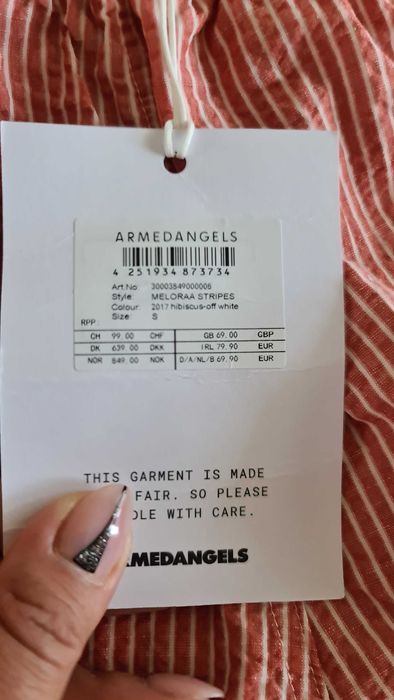 ARMEDANGELS
4 251934 873734
Art.No: 30003849000006
Style: MELORAA STRIPES
Colour: 2017 hibiscus-off white
Size: S
RPP:
CH 99.00 CHF GB 69.00 GBP
DK 639.00 DKK IRL 79.90 EUR
NOR 849.00 NOK D/A/NL/B 69.90 EUR
THIS GARMENT IS MADE
FAIR. SO PLEASE
DLE WITH CARE.
MEDANGELS